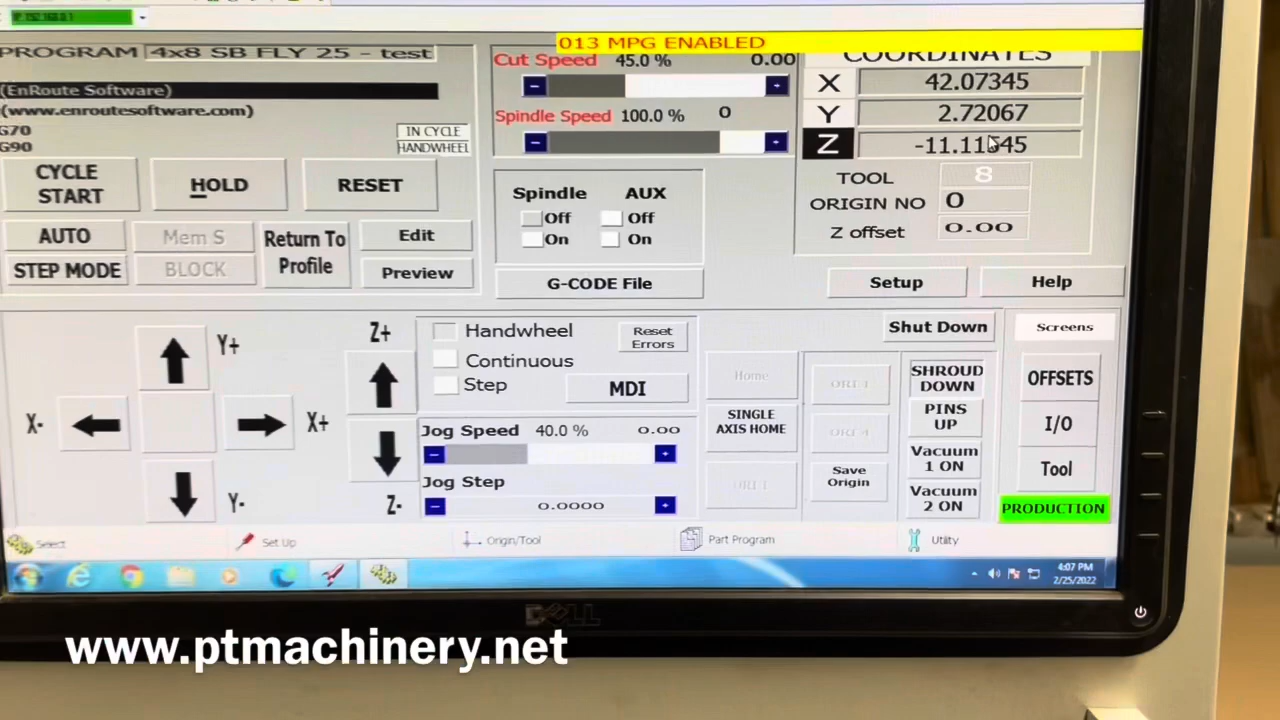 013 MPG ENABLED
PROGRAM 4x8 SB FLY 25 - test
(EnRoute Software)
(www.enroutesoftware.com)
G70
G90
IN CYCLE
HANDWHEEL
CYCLE START
HOLD
RESET
AUTO
Mem S
Return To Profile
Edit
STEP MODE
BLOCK
Preview
Cut Speed 45.0 % 0.00
Spindle Speed 100.0 % 0
Spindle AUX
Off Off
On On
G-CODE File
COORDINATES
X 42.07345
Y 2.72067
Z
TOOL 8
ORIGIN NO 0
Z offset 0.00
Setup
Help
Y+
X-
X+
Y-
Z+
Z-
Handwheel
Reset Errors
Continuous
Step
MDI
Jog Speed 40.0 % 0.00
Jog Step
0.0000
Home
SINGLE AXIS HOME
Save Origin
Shut Down
SHROUD DOWN
PINS UP
Vacuum 1 ON
Vacuum 2 ON
Screens
OFFSETS
I/O
Tool
PRODUCTION
Select
Set Up
Origin/Tool
Part Program
Utility
4:07 PM
2/25/2022
DELL
www.ptmachinery.net